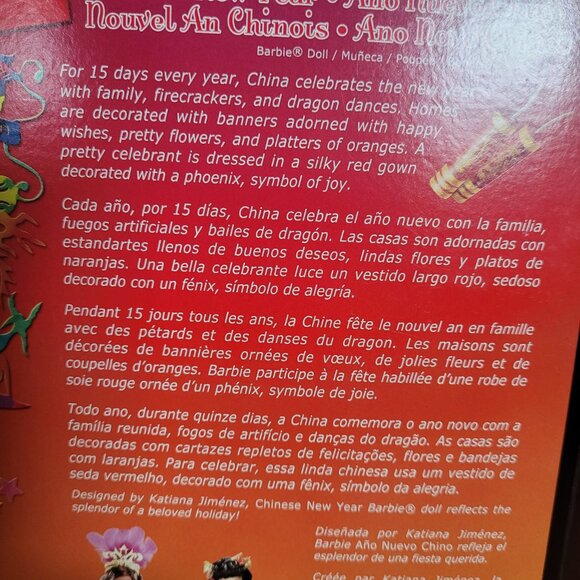 New Year • Ano Nuevo
Nouvel An Chinois • Ano No
Barbie® Doll / Muñeca / Poupée /
For 15 days every year, China celebrates the new year
with family, firecrackers, and dragon dances. Homes
are decorated with banners adorned with happy
wishes, pretty flowers, and platters of oranges. A
pretty celebrant is dressed in a silky red gown
decorated with a phoenix, symbol of joy.
Cada año, por 15 días, China celebra el año nuevo con la familia,
fuegos artificiales y bailes de dragón. Las casas son adornadas con
estandartes llenos de buenos deseos, lindas flores y platos de
naranjas. Una bella celebrante luce un vestido largo rojo, sedoso
decorado con un fénix, símbolo de alegría.
Pendant 15 jours tous les ans, la Chine fête le nouvel an en famille
avec des pétards et des danses du dragon. Les maisons sont
décorées de bannières ornées de vœux, de jolies fleurs et de
coupelles d'oranges. Barbie participe à la fête habillée d'une robe de
soie rouge ornée d'un phénix, symbole de joie.
Todo ano, durante quinze dias, a China comemora o ano novo com a
família reunida, fogos de artifício e danças do dragão. As casas são
decoradas com cartazes repletos de felicitações, flores e bandejas
com laranjas. Para celebrar, essa linda chinesa usa um vestido de
seda vermelho, decorado com uma fênix, símbolo da alegria.
Designed by Katiana Jiménez, Chinese New Year Barbie® doll reflects the
splendor of a beloved holiday!
Diseñada por Katiana Jiménez,
Barbie Año Nuevo Chino refleja el
esplendor de una fiesta querida.
Créée par Katiana Jiménez, la